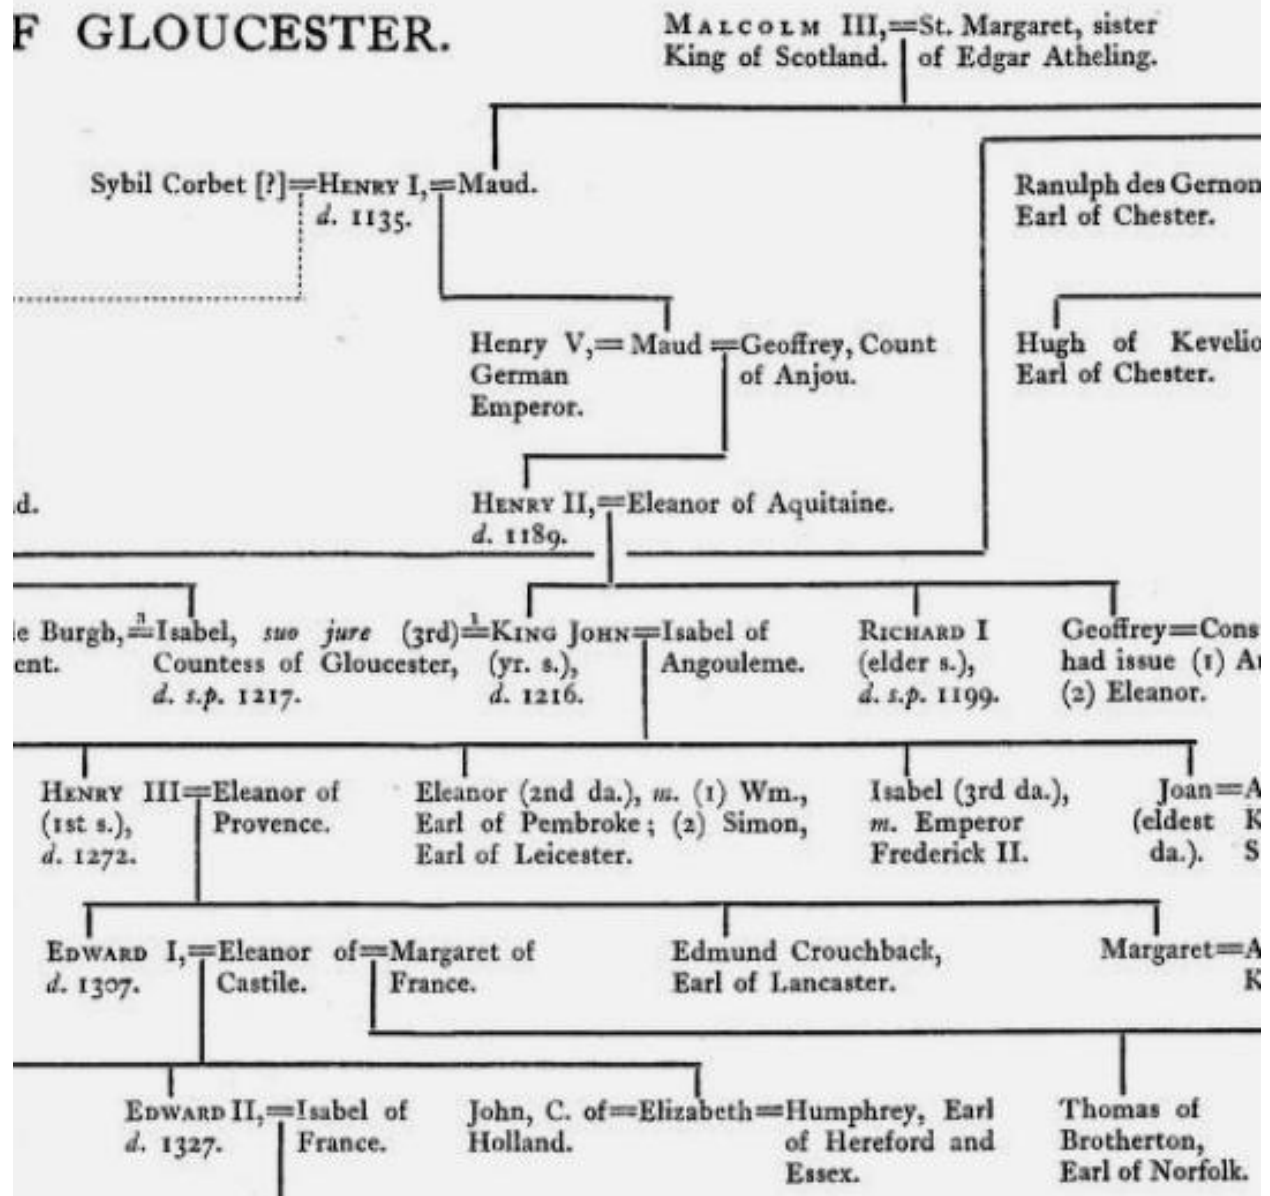 F GLOUCESTER.
MALCOLM III,=St. Margaret, sister
King of Scotland. of Edgar Atheling.
Sybil Corbet [?]=HENRY I,=Maud.
d. 1135.
Ranulph des Gernon
Earl of Chester.
Henry V,= Maud =Geoffrey, Count
German of Anjou.
Emperor.
Hugh of Kevelio
Earl of Chester.
d.
HENRY II,=Eleanor of Aquitaine.
d. 1189.
e Burgh,=2Isabel, suo jure (3rd)=1KING JOHN=Isabel of
ent. Countess of Gloucester, (yr. s.), Angouleme.
d. s.p. 1217. d. 1216.
RICHARD I
(elder s.),
d. s.p. 1199.
Geoffrey=Cons
had issue (1) A
(2) Eleanor.
HENRY III=Eleanor of
(1st s.), Provence.
d. 1272.
Eleanor (2nd da.), m. (1) Wm.,
Earl of Pembroke; (2) Simon,
Earl of Leicester.
Isabel (3rd da.),
m. Emperor
Frederick II.
Joan=A
(eldest K
da.). S
EDWARD I,=Eleanor of=Margaret of
d. 1307. Castile. France.
Edmund Crouchback,
Earl of Lancaster.
Margaret=A
K
EDWARD II,=Isabel of
d. 1327. France.
John, C. of=Elizabeth=Humphrey, Earl
Holland. of Hereford and
Essex.
Thomas of
Brotherton,
Earl of Norfolk.